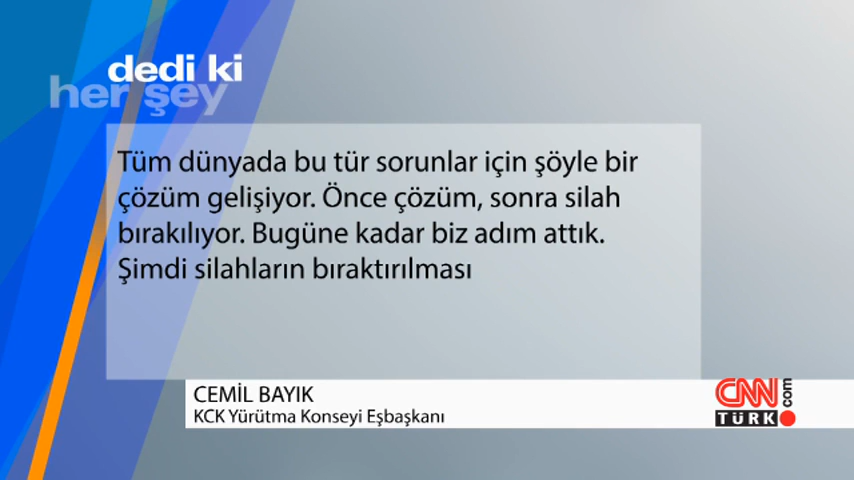 dedi ki
her şey
Tüm dünyada bu tür sorunlar için şöyle bir
çözüm gelişiyor. Önce çözüm, sonra silah
bırakılıyor. Bugüne kadar biz adım attık.
Şimdi silahların bıraktırılması
CEMİL BAYIK
KCK Yürütma Konseyi Eşbaşkanı
CNN
TÜRK
.com